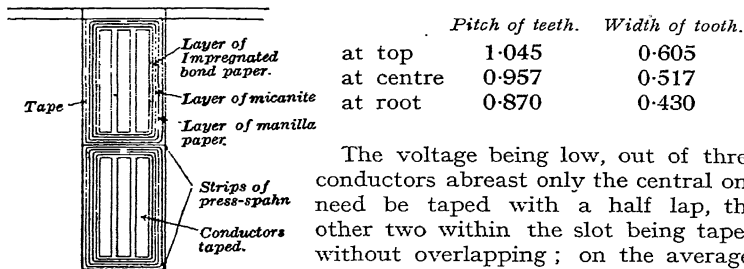 Layer of
Impregnated
bond paper.
Tape
Layer of micanite
Layer of manilla
paper.
Strips of
press-spahn
Conductors
taped.
Pitch of teeth. Width of tooth.
at top 1·045 0·605
at centre 0·957 0·517
at root 0·870 0·430
The voltage being low, out of thre
conductors abreast only the central on
need be taped with a half lap, th
other two within the slot being tape
without overlapping ; on the average